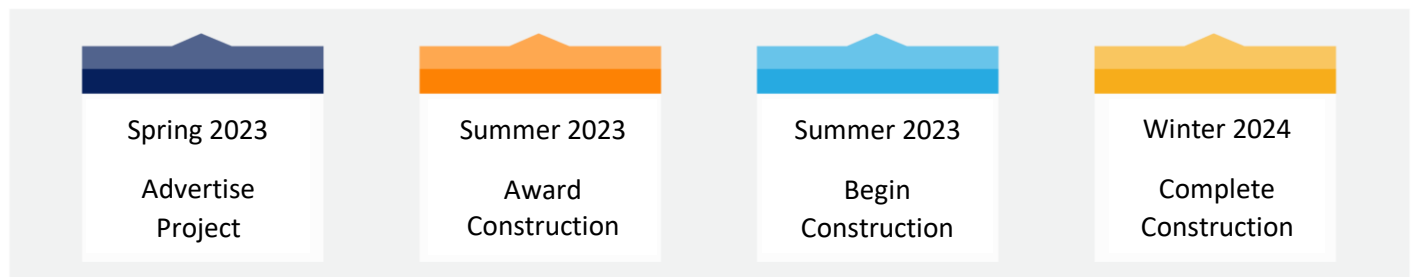 Spring 2023
Advertise
Project
Summer 2023
Award
Construction
Summer 2023
Begin
Construction
Winter 2024
Complete
Construction